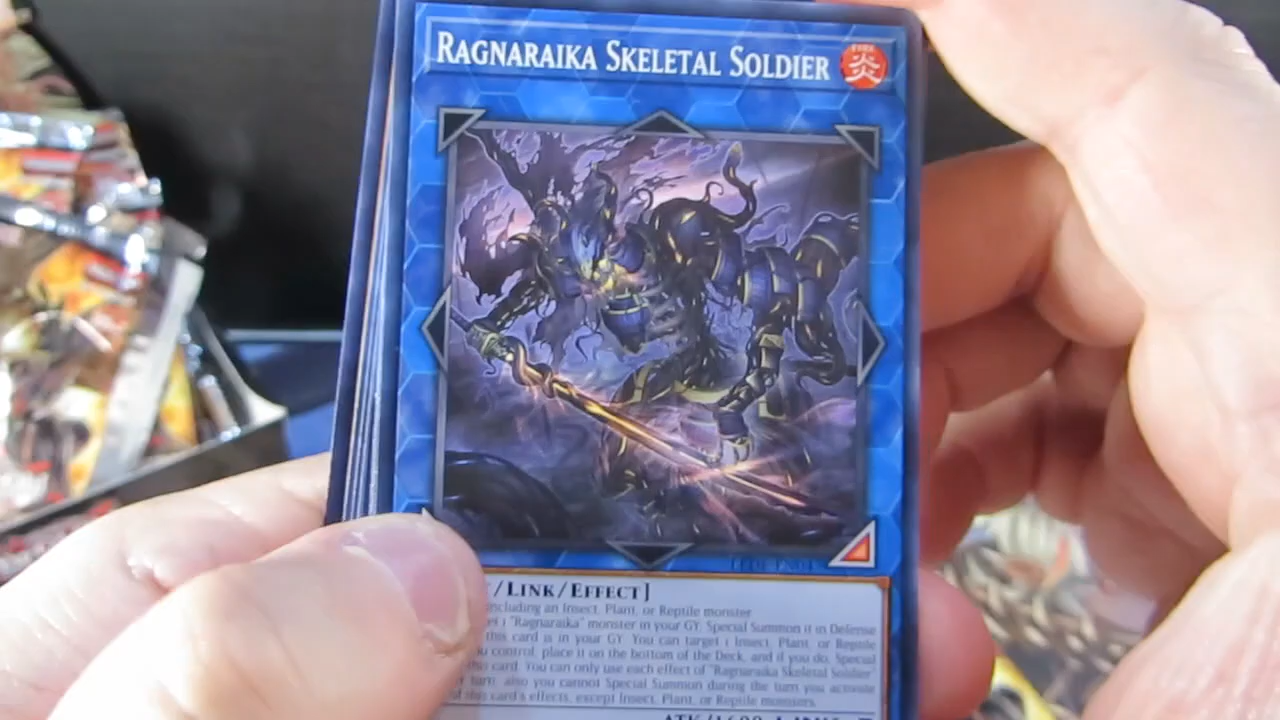 RAGNARAIKA SKELETAL SOLDIER
炎
/LINK/EFFECT]
including an Insect, Plant, or Reptile monster
1 "Ragnaraika" monster in your GY; Special Summon it in Defense
this card is in your GY: You can target 1 Insect, Plant, or Reptile
control, place it on the bottom of the Deck, and if you do, Special
this card. You can only use each effect of "Ragnaraika Skeletal Soldier"
turn, also you cannot Special Summon during the turn you activate
of this card's effects, except Insect, Plant, or Reptile monsters.